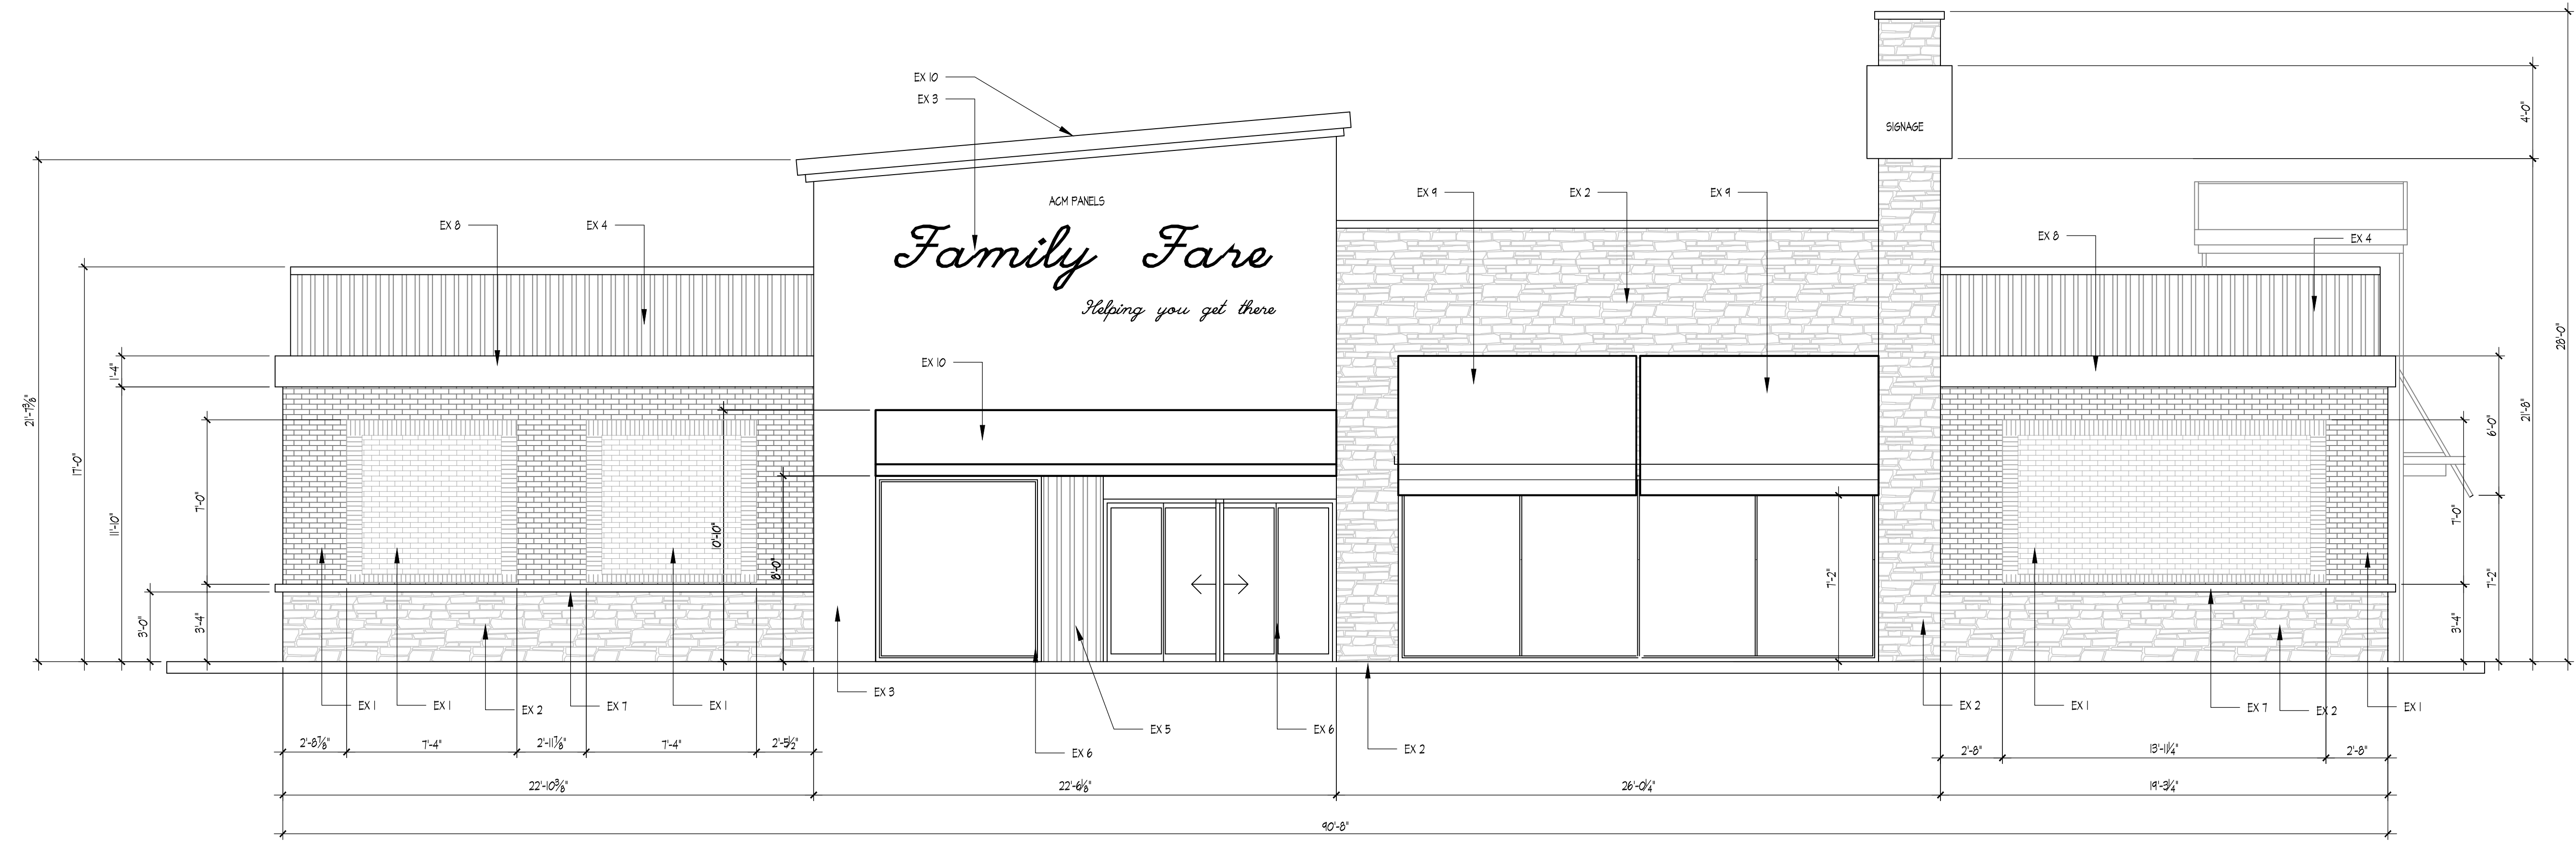 EX 10
EX 3
4'-0"
SIGNAGE
EX 9
EX 2
EX 9
ACM PANELS
EX 8
EX 4
Family Fare
EX 8
EX 4
Helping you get there
28'-0"
1'-4"
EX 10
21'-7⅜"
21'-8"
6'-0"
17'-0"
7'-0"
11'-10"
10'-10"
8'-0"
7'-2"
7'-0"
7'-2"
3'-0"
3'-4"
3'-4"
EX 3
EX 1
EX 1
EX 2
EX 7
EX 1
EX 2
EX 1
EX 7
EX 2
EX 1
EX 5
EX 6
EX 6
EX 2
2'-8⅞"
7'-4"
2'-11⅞"
7'-4"
2'-5½"
2'-8"
13'-11¼"
2'-8"
22'-10⅜"
22'-6⅛"
26'-0¼"
19'-3¼"
90'-8"